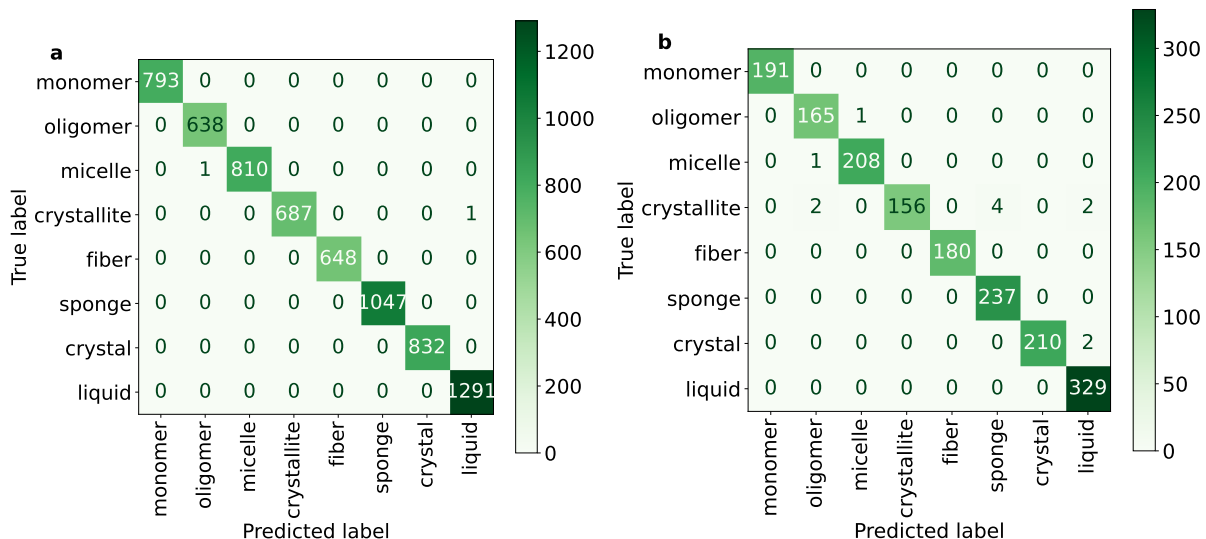 a
monomer 793 0 0 0 0 0 0 0
oligomer 0 638 0 0 0 0 0 0
micelle 0 1 810 0 0 0 0 0
crystallite 0 0 0 687 0 0 0 1
fiber 0 0 0 0 648 0 0 0
sponge 0 0 0 0 0 1047 0 0
crystal 0 0 0 0 0 0 832 0
liquid 0 0 0 0 0 0 0 1291
True label
monomer
oligomer
micelle
crystallite
fiber
sponge
crystal
liquid
Predicted label
1200
1000
800
600
400
200
0
b
monomer 191 0 0 0 0 0 0 0
oligomer 0 165 1 0 0 0 0 0
micelle 0 1 208 0 0 0 0 0
crystallite 0 2 0 156 0 4 0 2
fiber 0 0 0 0 180 0 0 0
sponge 0 0 0 0 0 237 0 0
crystal 0 0 0 0 0 0 210 2
liquid 0 0 0 0 0 0 0 329
True label
monomer
oligomer
micelle
crystallite
fiber
sponge
crystal
liquid
Predicted label
300
250
200
150
100
50
0